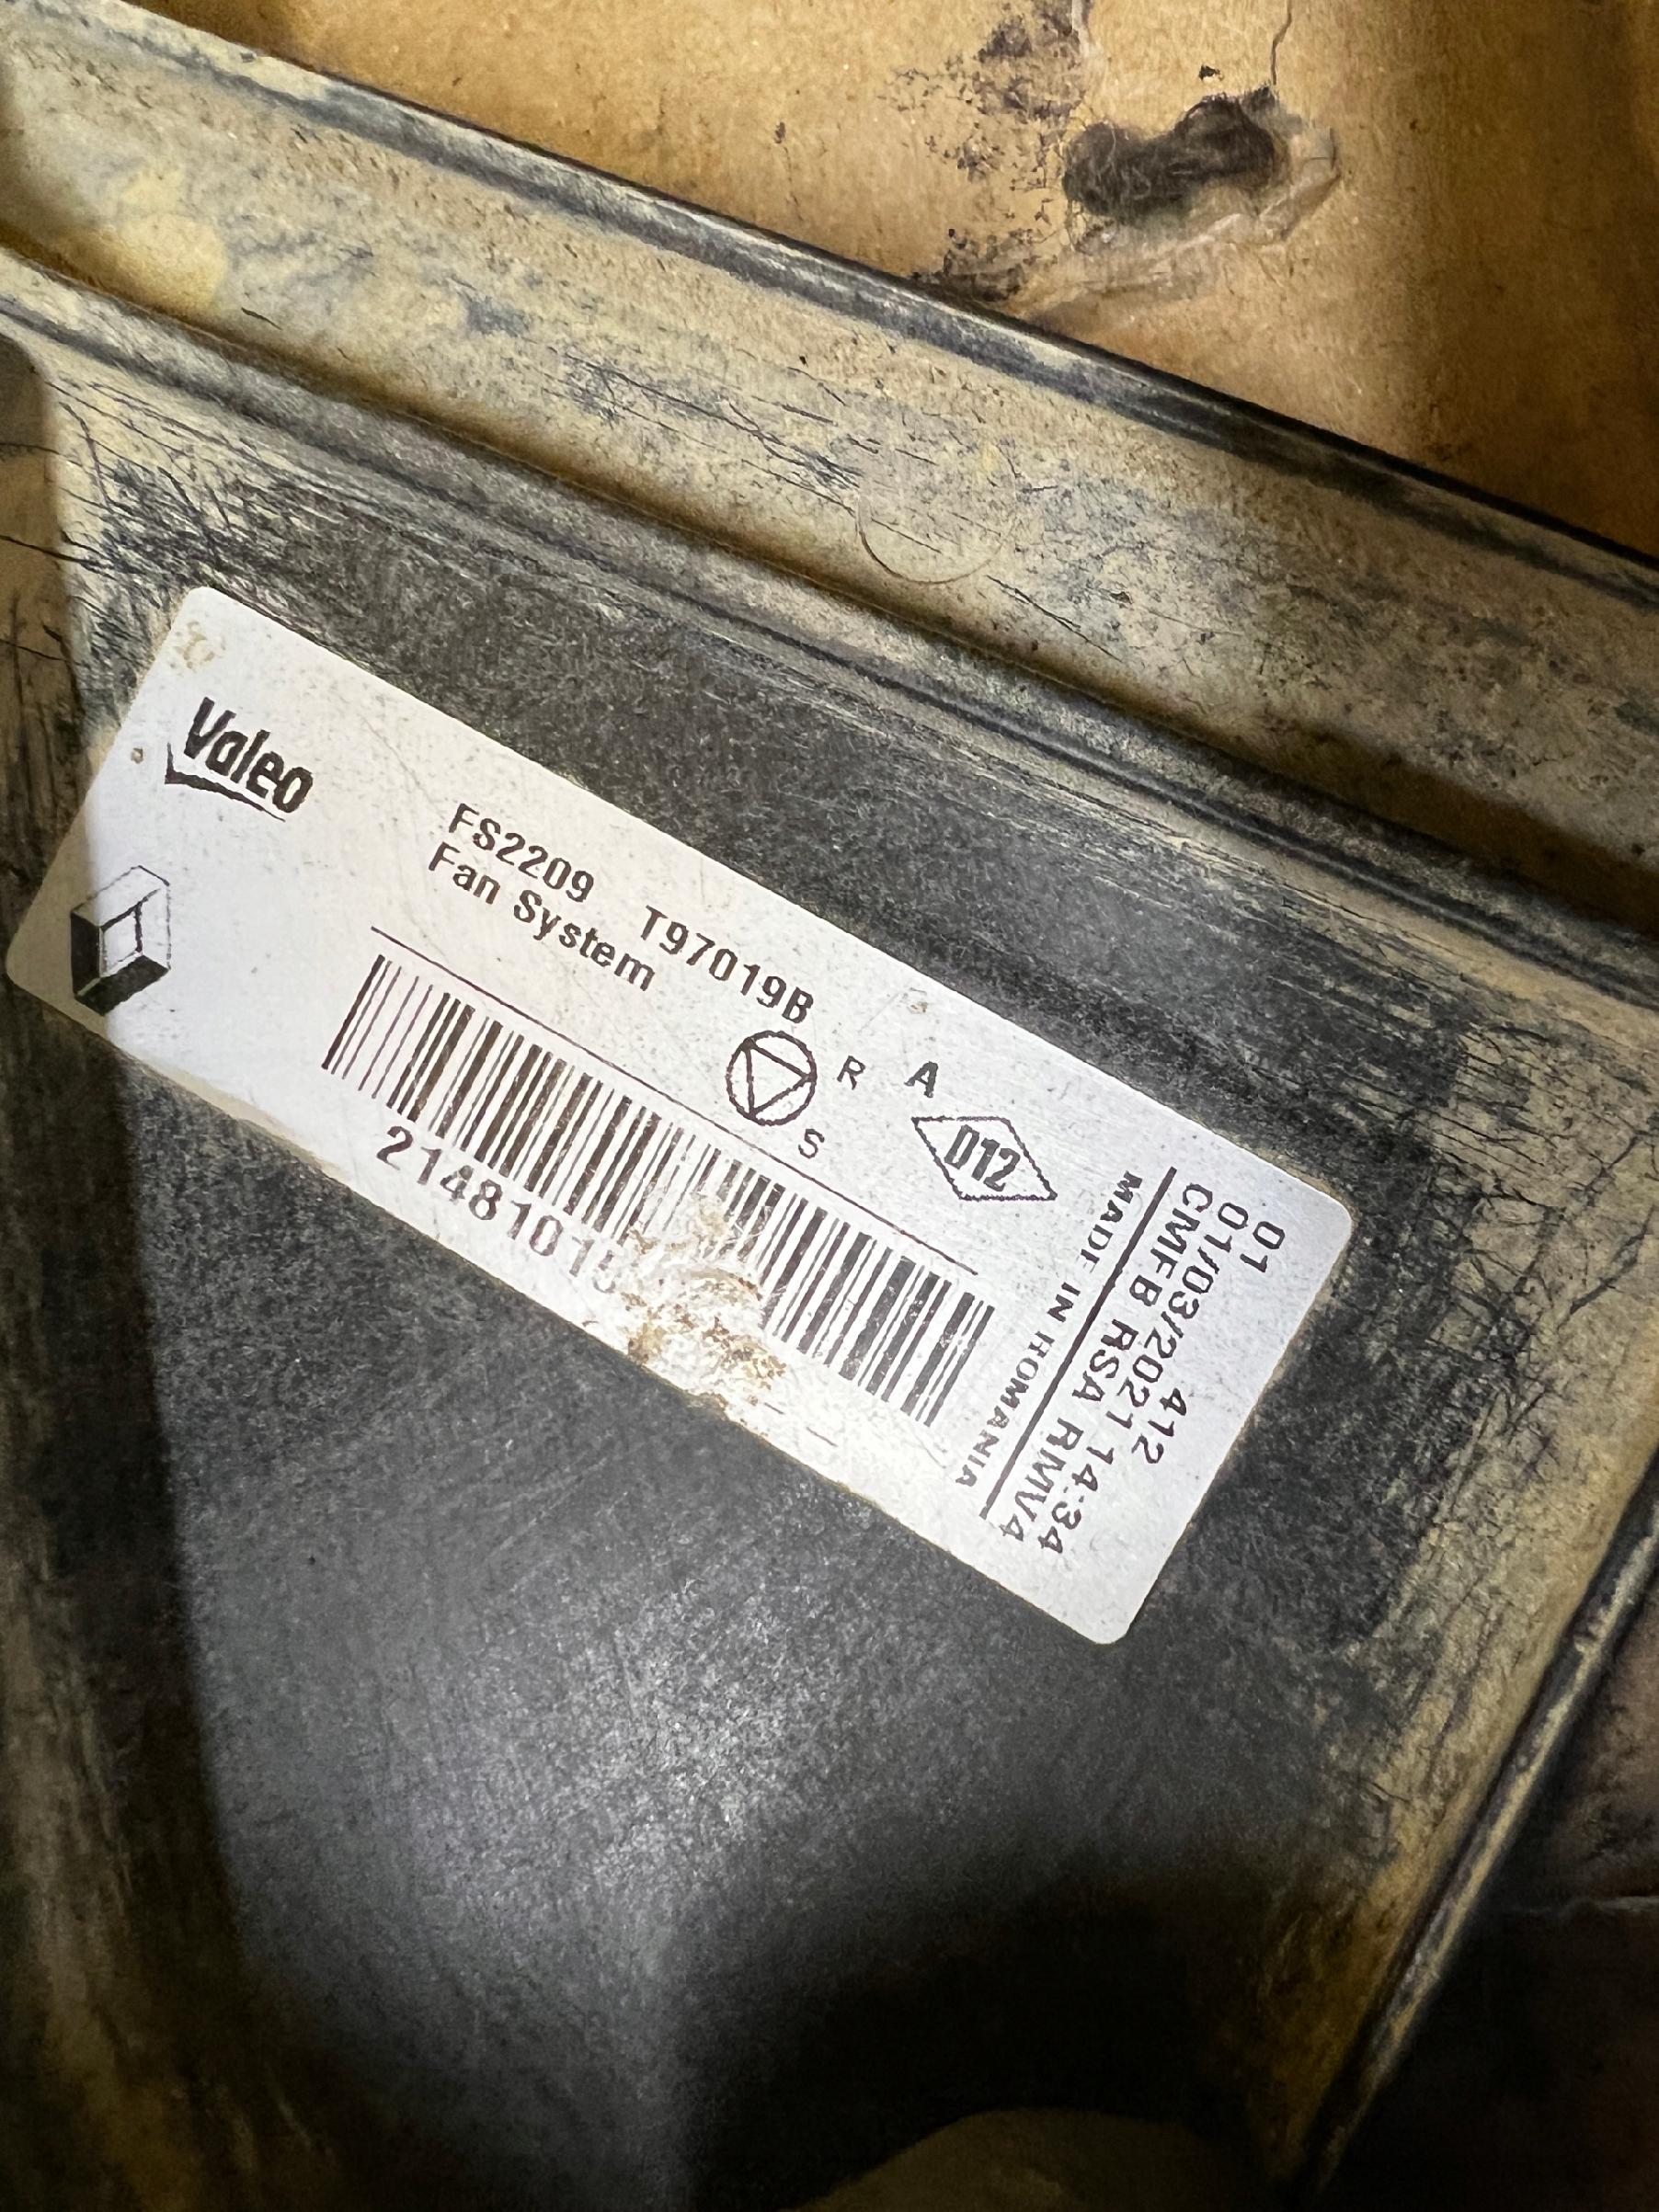 Valeo
FS2209 T97019B
Fan System
R
S
A
D12
21481015
01 412
01/03/2021 14:34
CMFB RSA RMV4
MADE IN ROMANIA